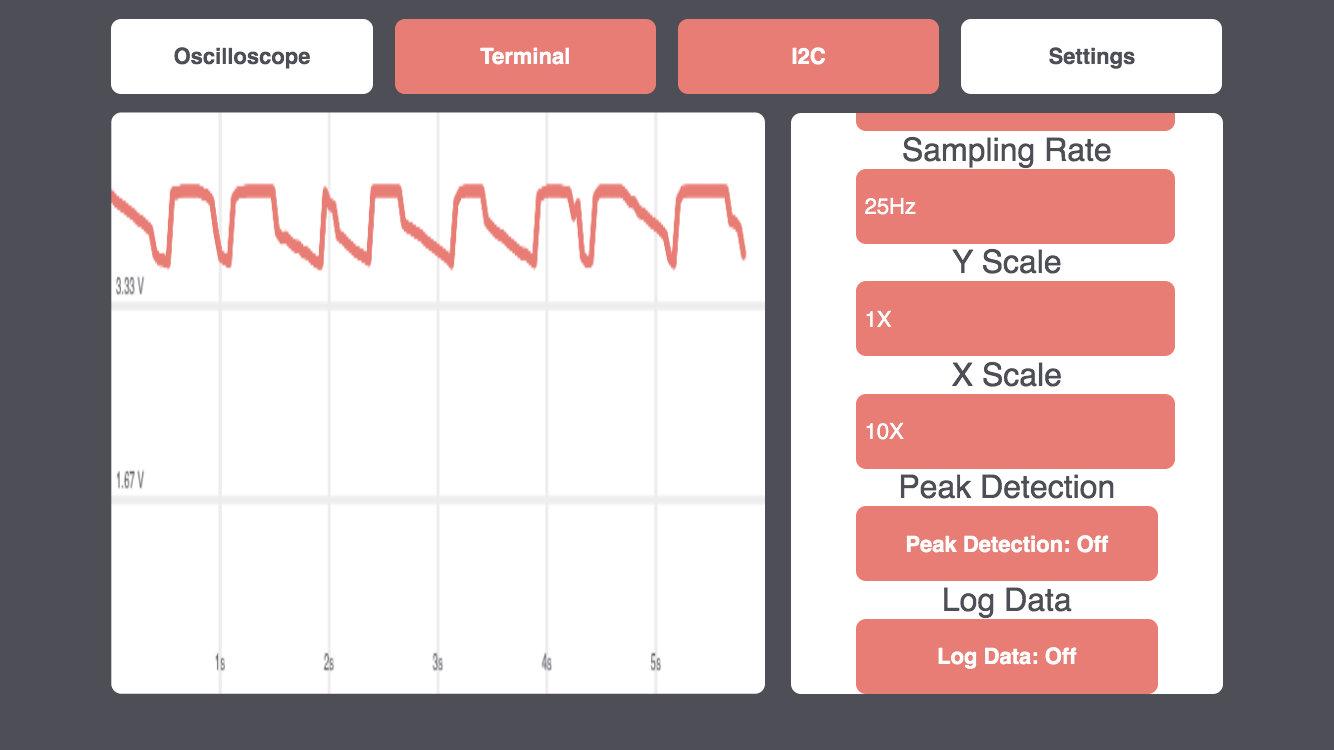 Oscilloscope
Terminal
I2C
Settings
3.33 V
1.67 V
1s
2s
3s
4s
5s
Sampling Rate
25Hz
Y Scale
1X
X Scale
10X
Peak Detection
Peak Detection: Off
Log Data
Log Data: Off